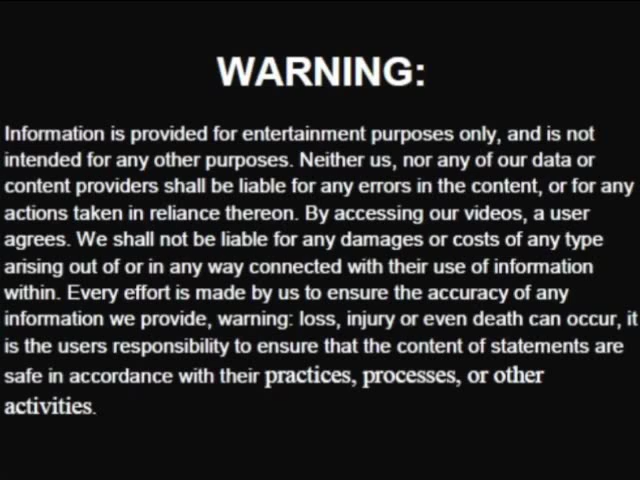 WARNING:
Information is provided for entertainment purposes only, and is not
intended for any other purposes. Neither us, nor any of our data or
content providers shall be liable for any errors in the content, or for any
actions taken in reliance thereon. By accessing our videos, a user
agrees. We shall not be liable for any damages or costs of any type
arising out of or in any way connected with their use of information
within. Every effort is made by us to ensure the accuracy of any
information we provide, warning: loss, injury or even death can occur, it
is the users responsibility to ensure that the content of statements are
safe in accordance with their practices, processes, or other
activities.